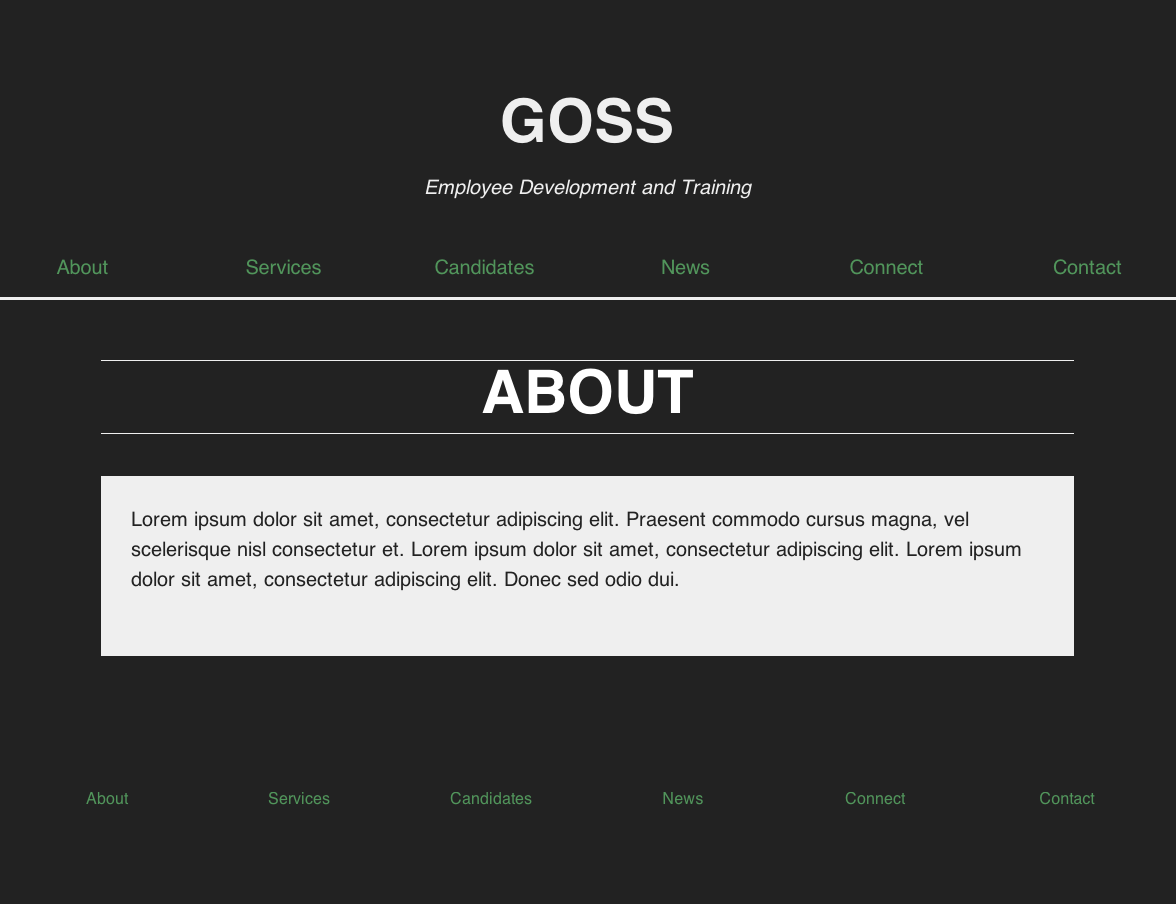 GOSS
Employee Development and Training
About Services Candidates News Connect Contact
ABOUT
Lorem ipsum dolor sit amet, consectetur adipiscing elit. Praesent commodo cursus magna, vel
scelerisque nisl consectetur et. Lorem ipsum dolor sit amet, consectetur adipiscing elit. Lorem ipsum
dolor sit amet, consectetur adipiscing elit. Donec sed odio dui.
About Services Candidates News Connect Contact